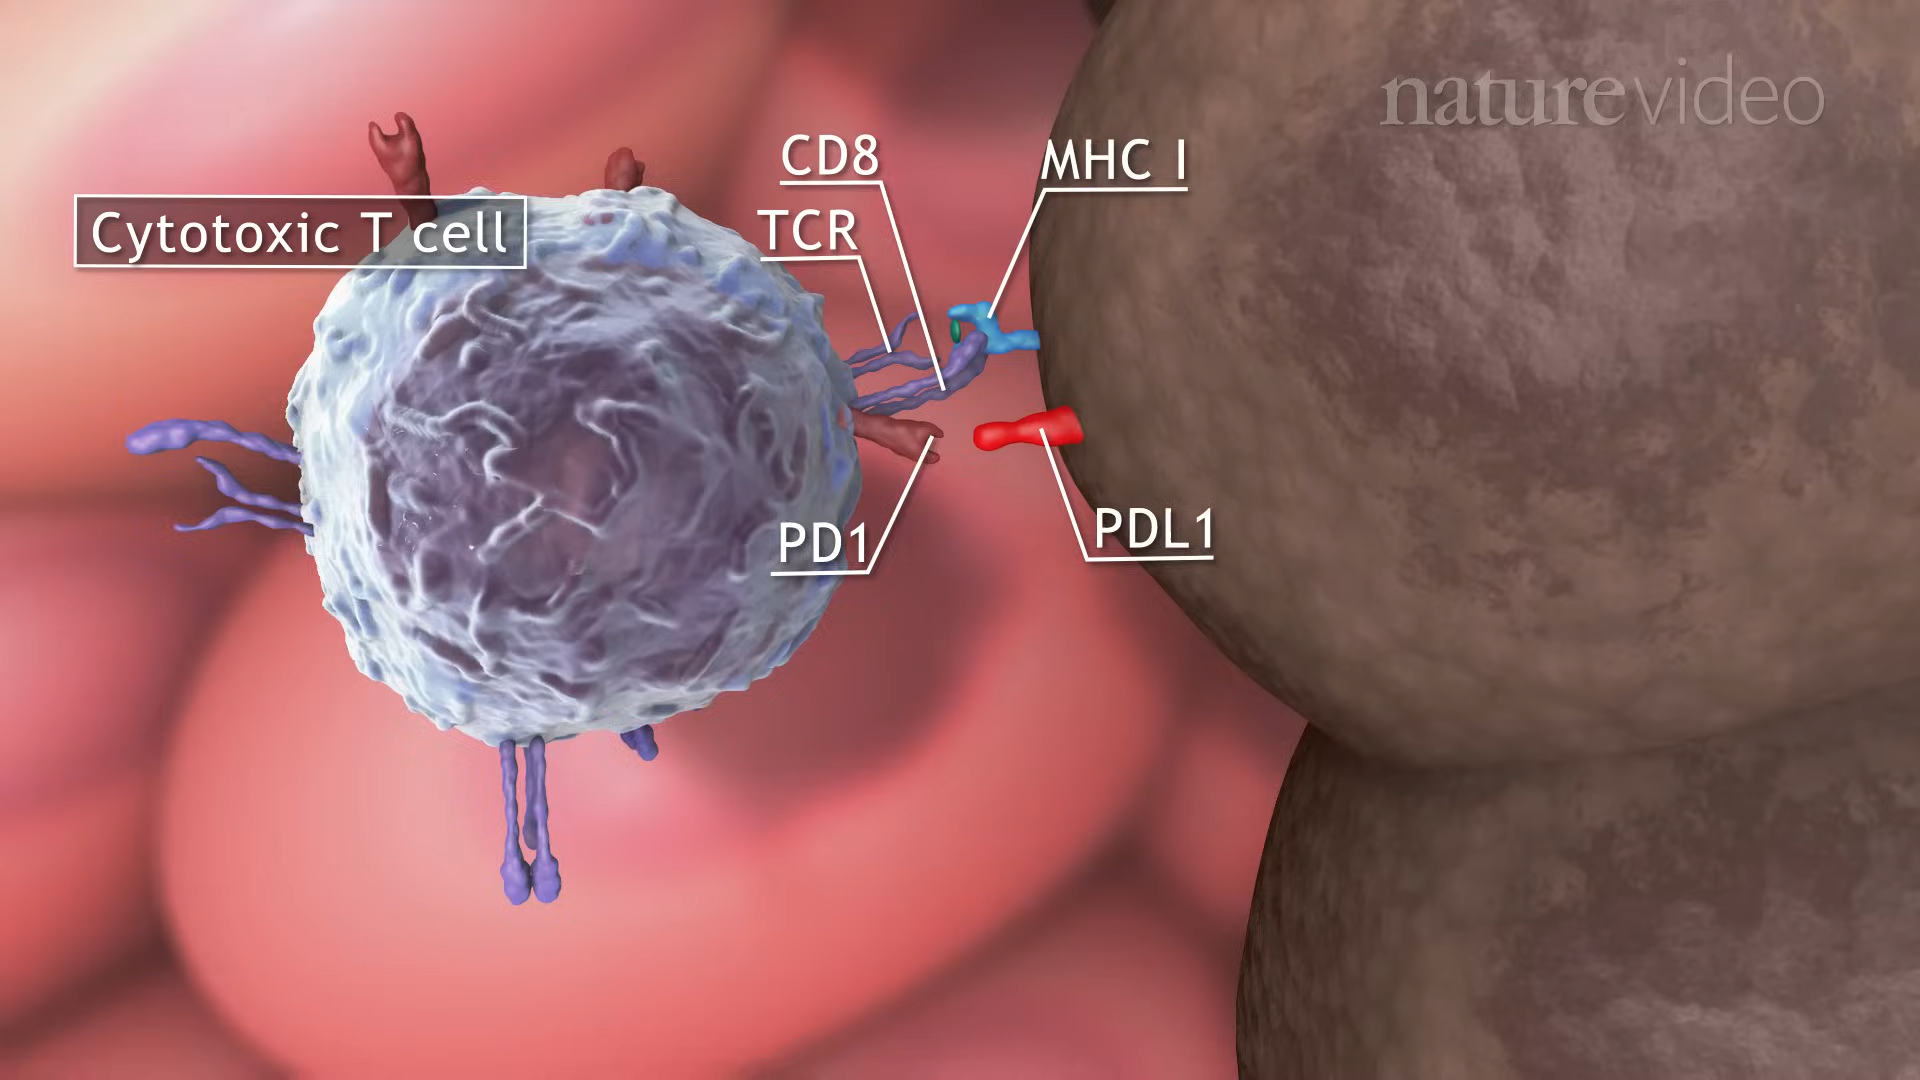 naturevideo
CD8
MHC I
TCR
Cytotoxic T cell
PD1
PDL1